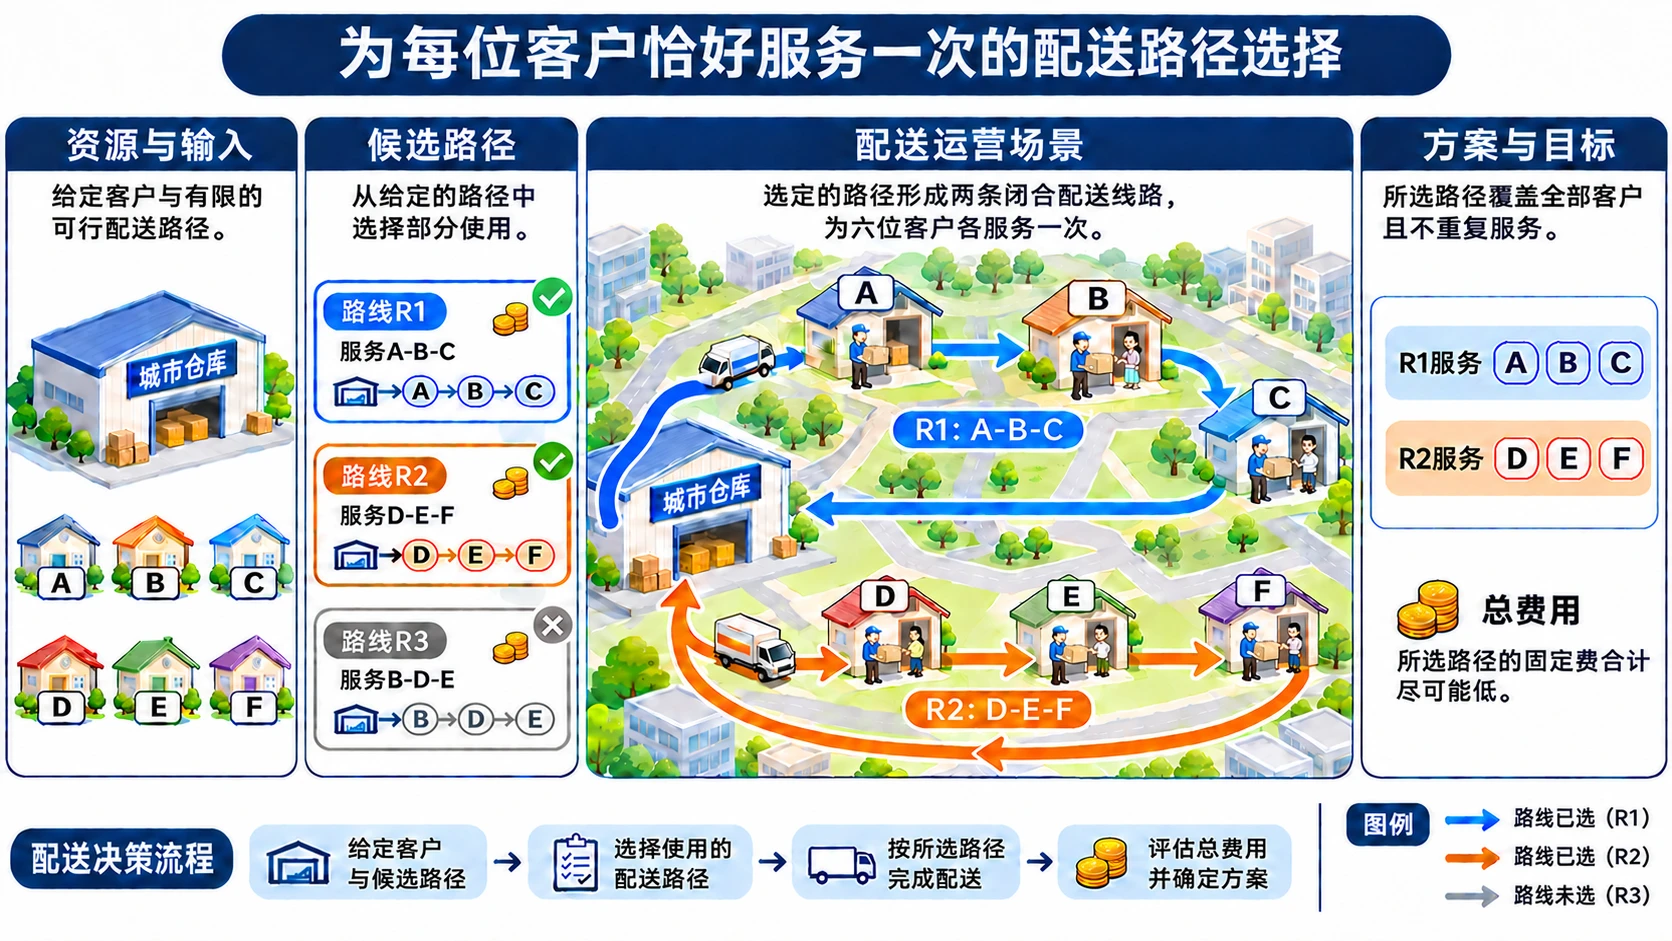 为每位客户恰好服务一次的配送路径选择
资源与输入
给定客户与有限的
可行配送路径。
城市仓库
A
B
C
D
E
F
候选路径
从给定的路径中
选择部分使用。
路线R1
服务A-B-C
A
B
C
路线R2
服务D-E-F
D
E
F
路线R3
服务B-D-E
B
D
E
配送运营场景
选定的路径形成两条闭合配送线路，
为六位客户各服务一次。
A
B
C
R1: A-B-C
城市仓库
D
E
F
R2: D-E-F
方案与目标
所选路径覆盖全部客户
且不重复服务。
R1服务 A B C
R2服务 D E F
总费用
所选路径的固定费合计
尽可能低。
配送决策流程
给定客户
与候选路径
选择使用的
配送路径
按所选路径
完成配送
评估总费用
并确定方案
图例
路线已选（R1）
路线已选（R2）
路线未选（R3）